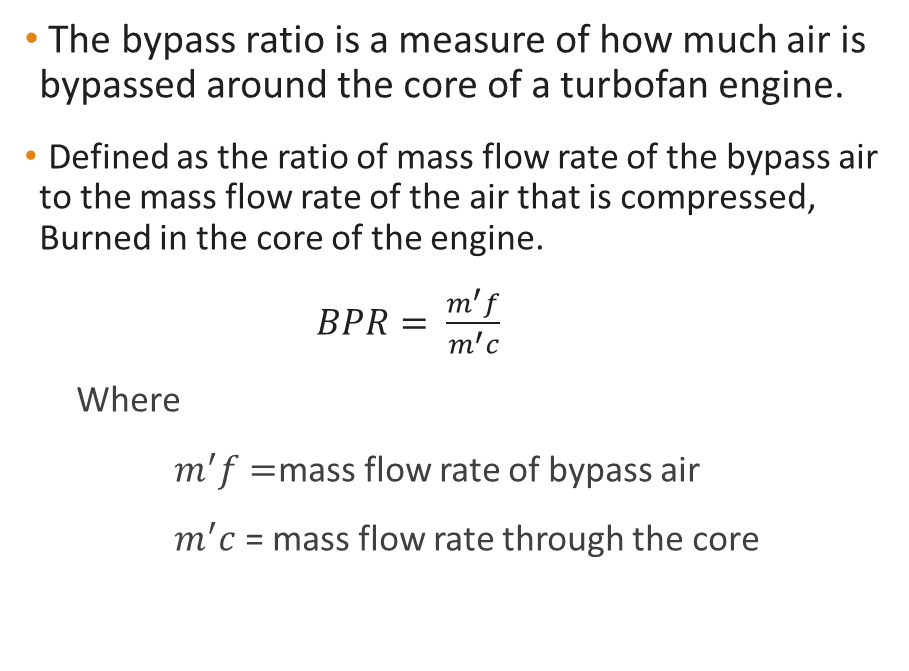 • The bypass ratio is a measure of how much air is
bypassed around the core of a turbofan engine.
• Defined as the ratio of mass flow rate of the bypass air
to the mass flow rate of the air that is compressed,
Burned in the core of the engine.
BPR = m′f / m′c
Where
m′f =mass flow rate of bypass air
m′c = mass flow rate through the core